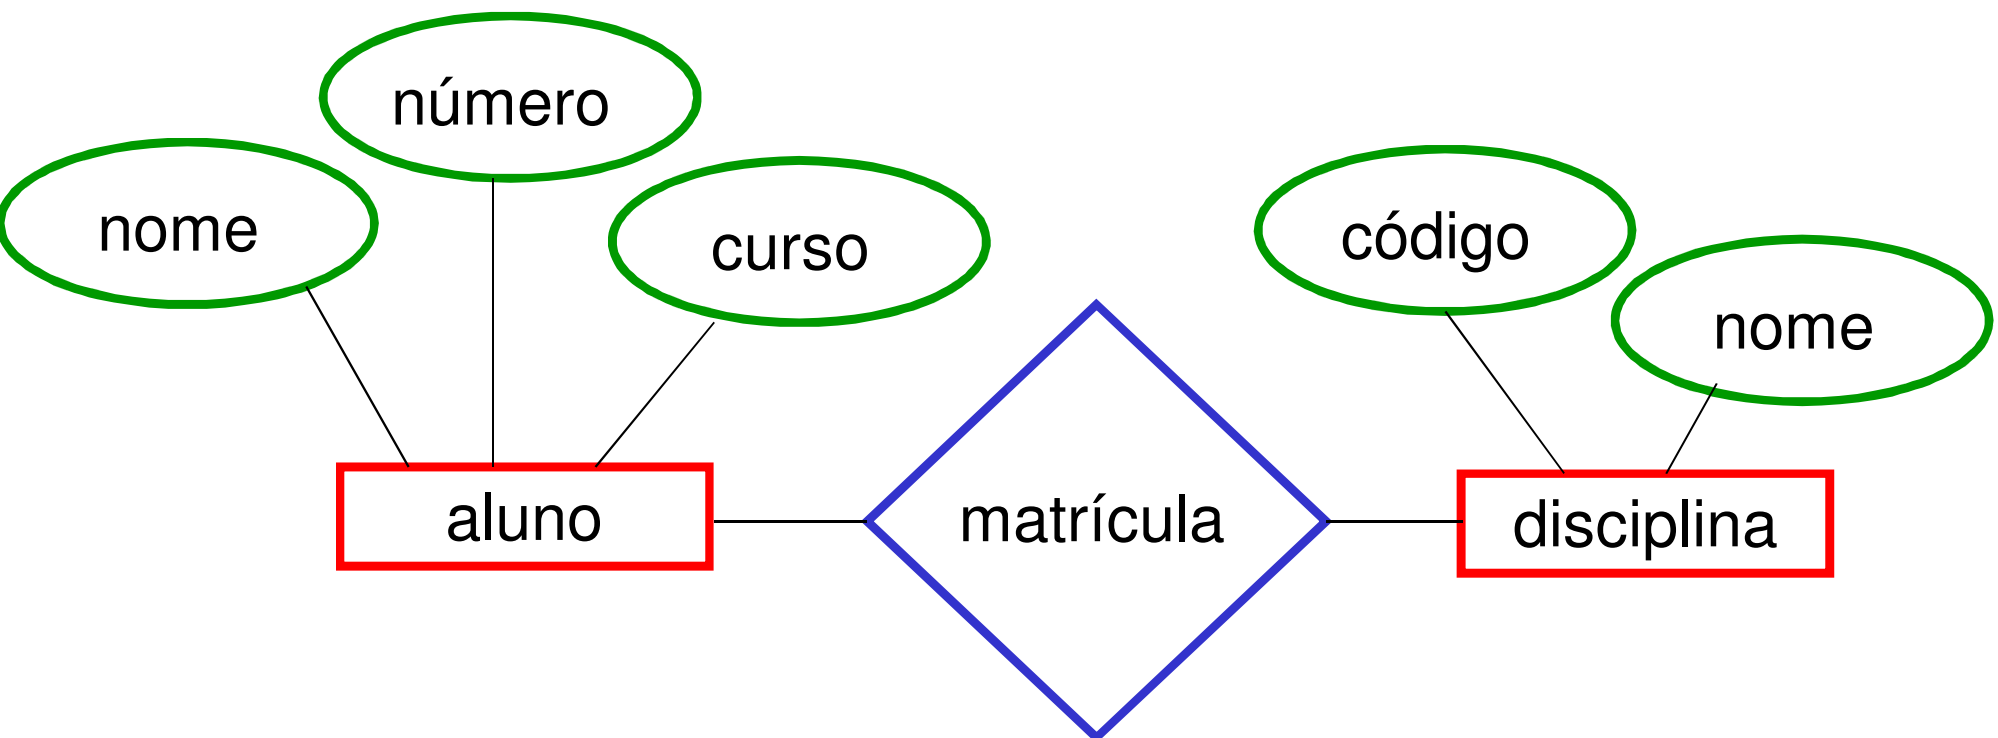 número
nome
curso
código
nome
aluno
matrícula
disciplina